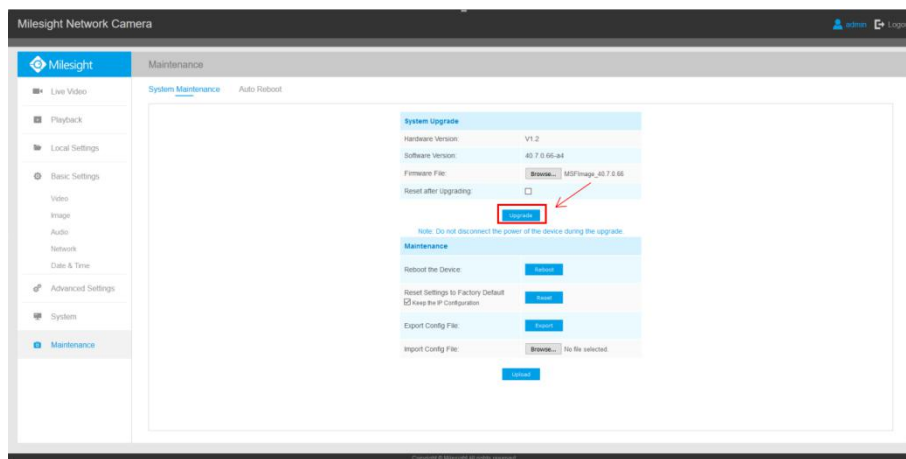 Milesight Network Camera
admin
Logo
Milesight
Maintenance
Live Video
Playback
Local Settings
Basic Settings
Video
Image
Audio
Network
Date & Time
Advanced Settings
System
Maintenance
System Maintenance Auto Reboot
System Upgrade
Hardware Version: V1.2
Software Version: 40.7.0.66-a4
Firmware File: Browse... MSFImage_40.7.0.66
Reset after Upgrading:
Upgrade
Note: Do not disconnect the power of the device during the upgrade.
Maintenance
Reboot the Device: Reboot
Reset Settings to Factory Default Reset
Keep the IP Configuration
Export Config File: Export
Import Config File: Browse... No file selected.
Upload